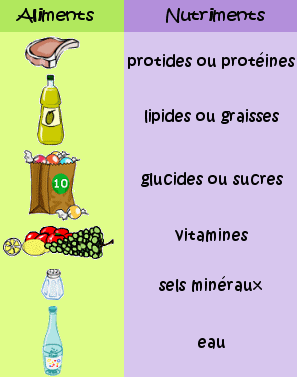 Aliments Nutriments
protides ou protéines
lipides ou graisses
10
glucides ou sucres
vitamines
sels minéraux
eau